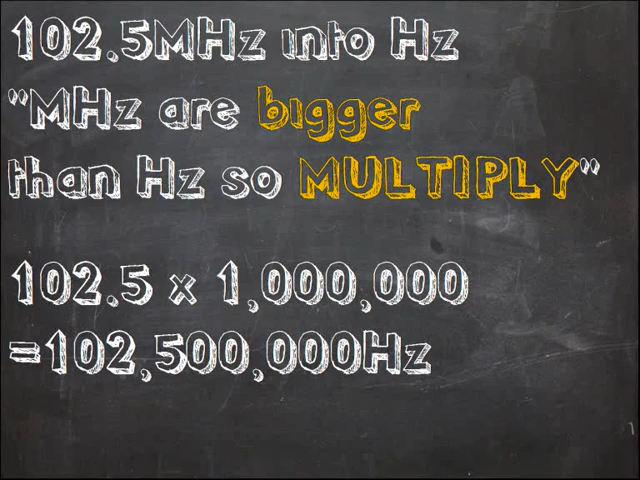 102.5MHz into Hz
"MHz are bigger
than Hz so MULTIPLY"
102.5 x 1,000,000
=102,500,000Hz